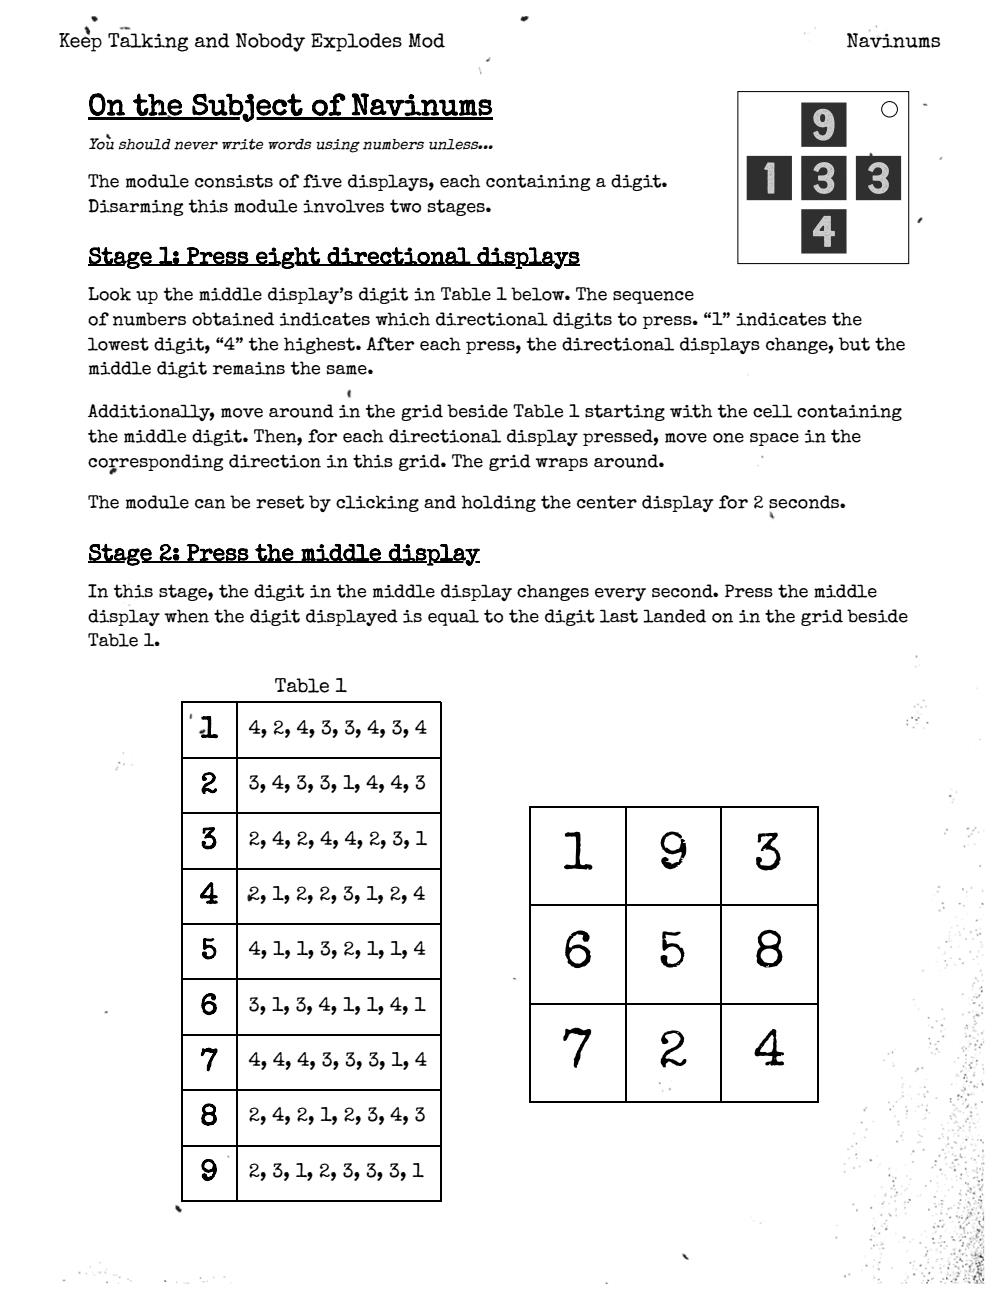 Keep Talking and Nobody Explodes Mod
Navinums
On the Subject of Navinums
You should never write words using numbers unless...
The module consists of five displays, each containing a digit.
Disarming this module involves two stages.
9
1 3 3
4
Stage 1: Press eight directional displays
Look up the middle display’s digit in Table 1 below. The sequence
of numbers obtained indicates which directional digits to press. “1” indicates the
lowest digit, “4” the highest. After each press, the directional displays change, but the
middle digit remains the same.
Additionally, move around in the grid beside Table 1 starting with the cell containing
the middle digit. Then, for each directional display pressed, move one space in the
corresponding direction in this grid. The grid wraps around.
The module can be reset by clicking and holding the center display for 2 seconds.
Stage 2: Press the middle display
In this stage, the digit in the middle display changes every second. Press the middle
display when the digit displayed is equal to the digit last landed on in the grid beside
Table 1.
Table 1
1 4, 2, 4, 3, 3, 4, 3, 4
2 3, 4, 3, 3, 1, 4, 4, 3
3 2, 4, 2, 4, 4, 2, 3, 1
4 2, 1, 2, 2, 3, 1, 2, 4
5 4, 1, 1, 3, 2, 1, 1, 4
6 3, 1, 3, 4, 1, 1, 4, 1
7 4, 4, 4, 3, 3, 3, 1, 4
8 2, 4, 2, 1, 2, 3, 4, 3
9 2, 3, 1, 2, 3, 3, 3, 1
1 9 3
6 5 8
7 2 4